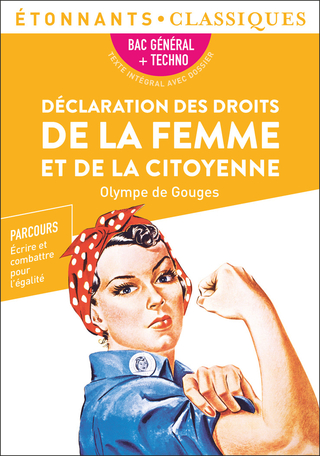 ÉTONNANTS • CLASSIQUES
BAC GÉNÉRAL
+ TECHNO
TEXTE INTÉGRAL AVEC DOSSIER
DÉCLARATION DES DROITS
DE LA FEMME
ET DE LA CITOYENNE
Olympe de Gouges
PARCOURS
Écrire et
combattre
pour
l'égalité